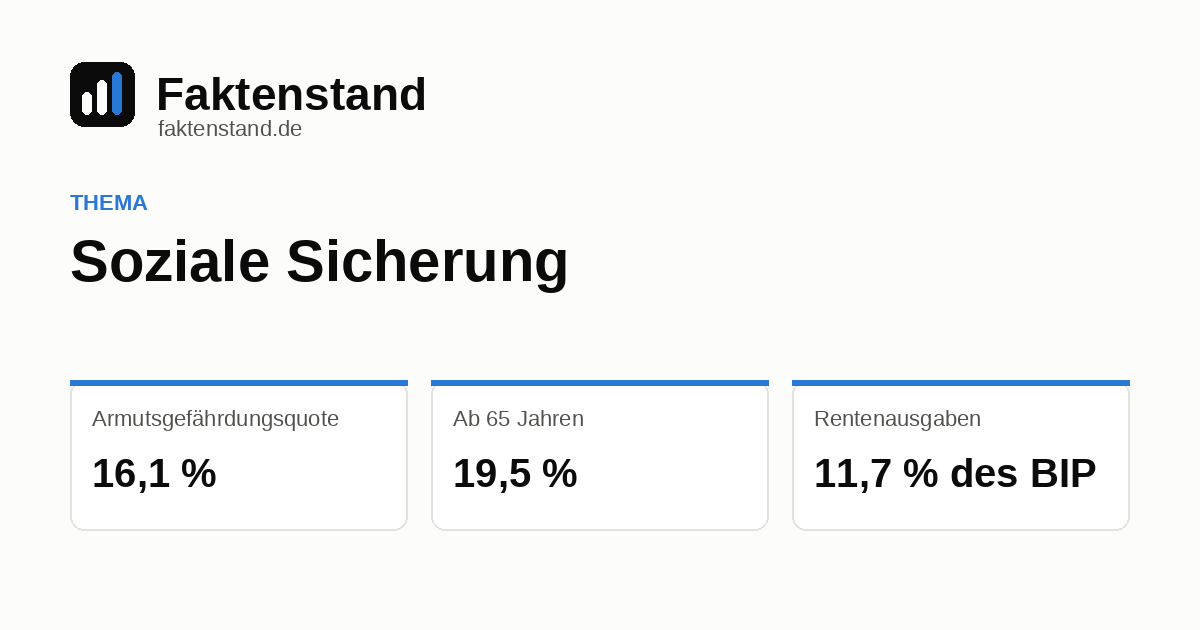 Faktenstand
faktenstand.de
THEMA
Soziale Sicherung
Armutsgefährdungsquote
16,1 %
Ab 65 Jahren
19,5 %
Rentenausgaben
11,7 % des BIP